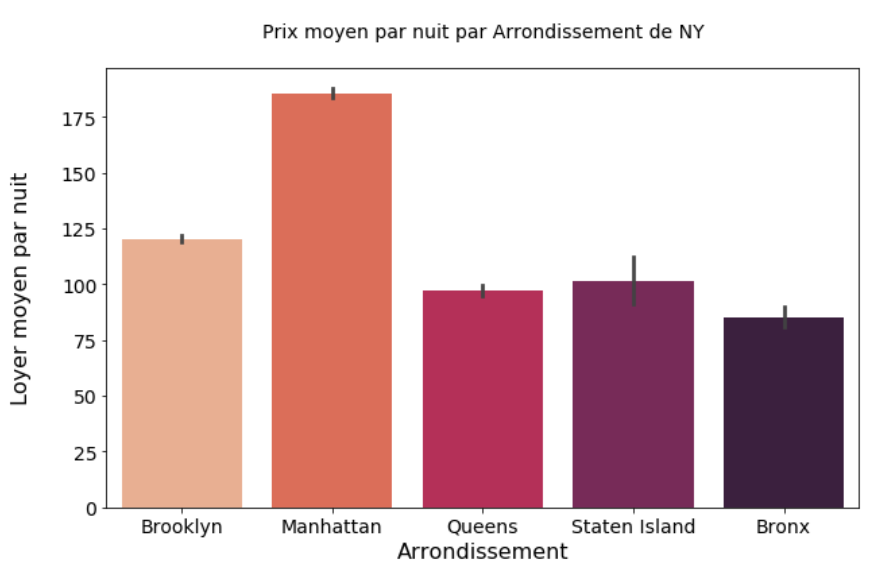 Prix moyen par nuit par Arrondissement de NY
Loyer moyen par nuit
175
150
125
100
75
50
25
0
Brooklyn Manhattan Queens Staten Island Bronx
Arrondissement